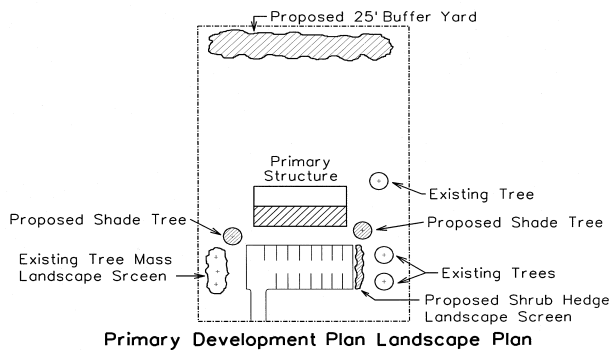 Proposed 25' Buffer Yard
Primary
Structure
Existing Tree
Proposed Shade Tree
Proposed Shade Tree
Existing Tree Mass
Landscape Srceen
Existing Trees
Proposed Shrub Hedge
Landscape Screen
Primary Development Plan Landscape Plan